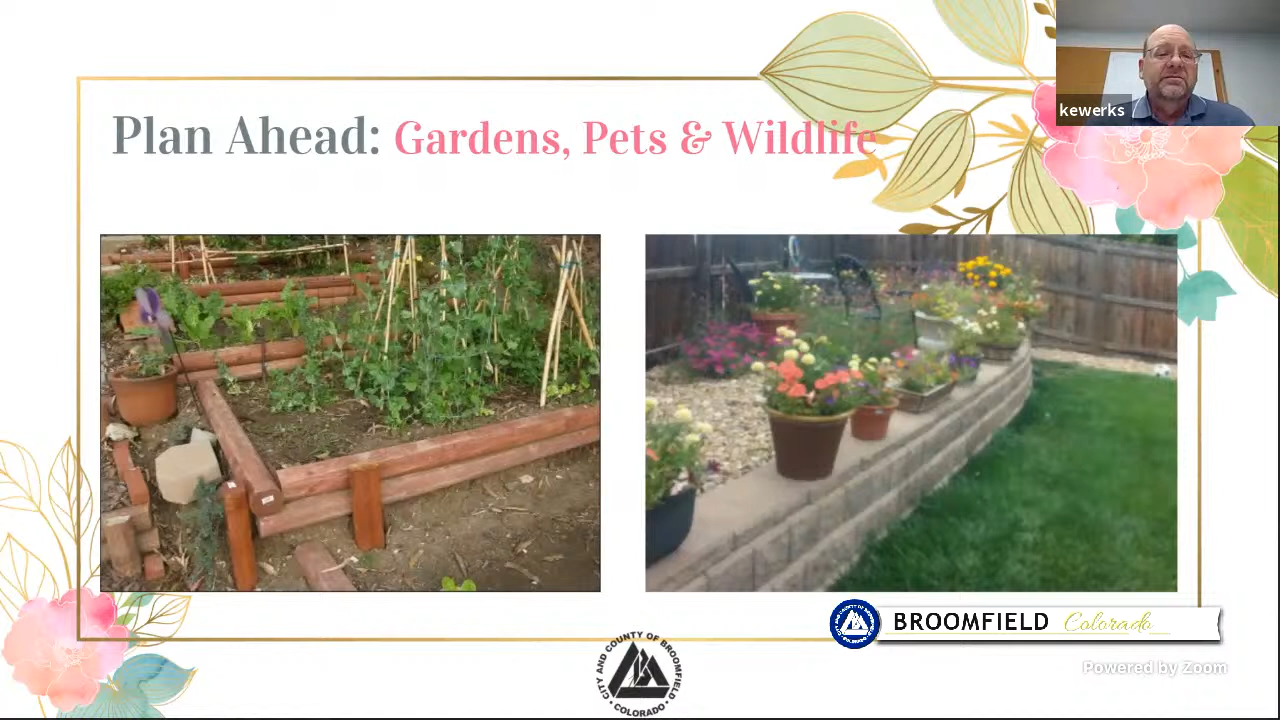 kewerks
Plan Ahead: Gardens, Pets & Wildlife
BROOMFIELD Colorado
Powered by Zoom
CITY AND COUNTY OF BROOMFIELD
• COLORADO •